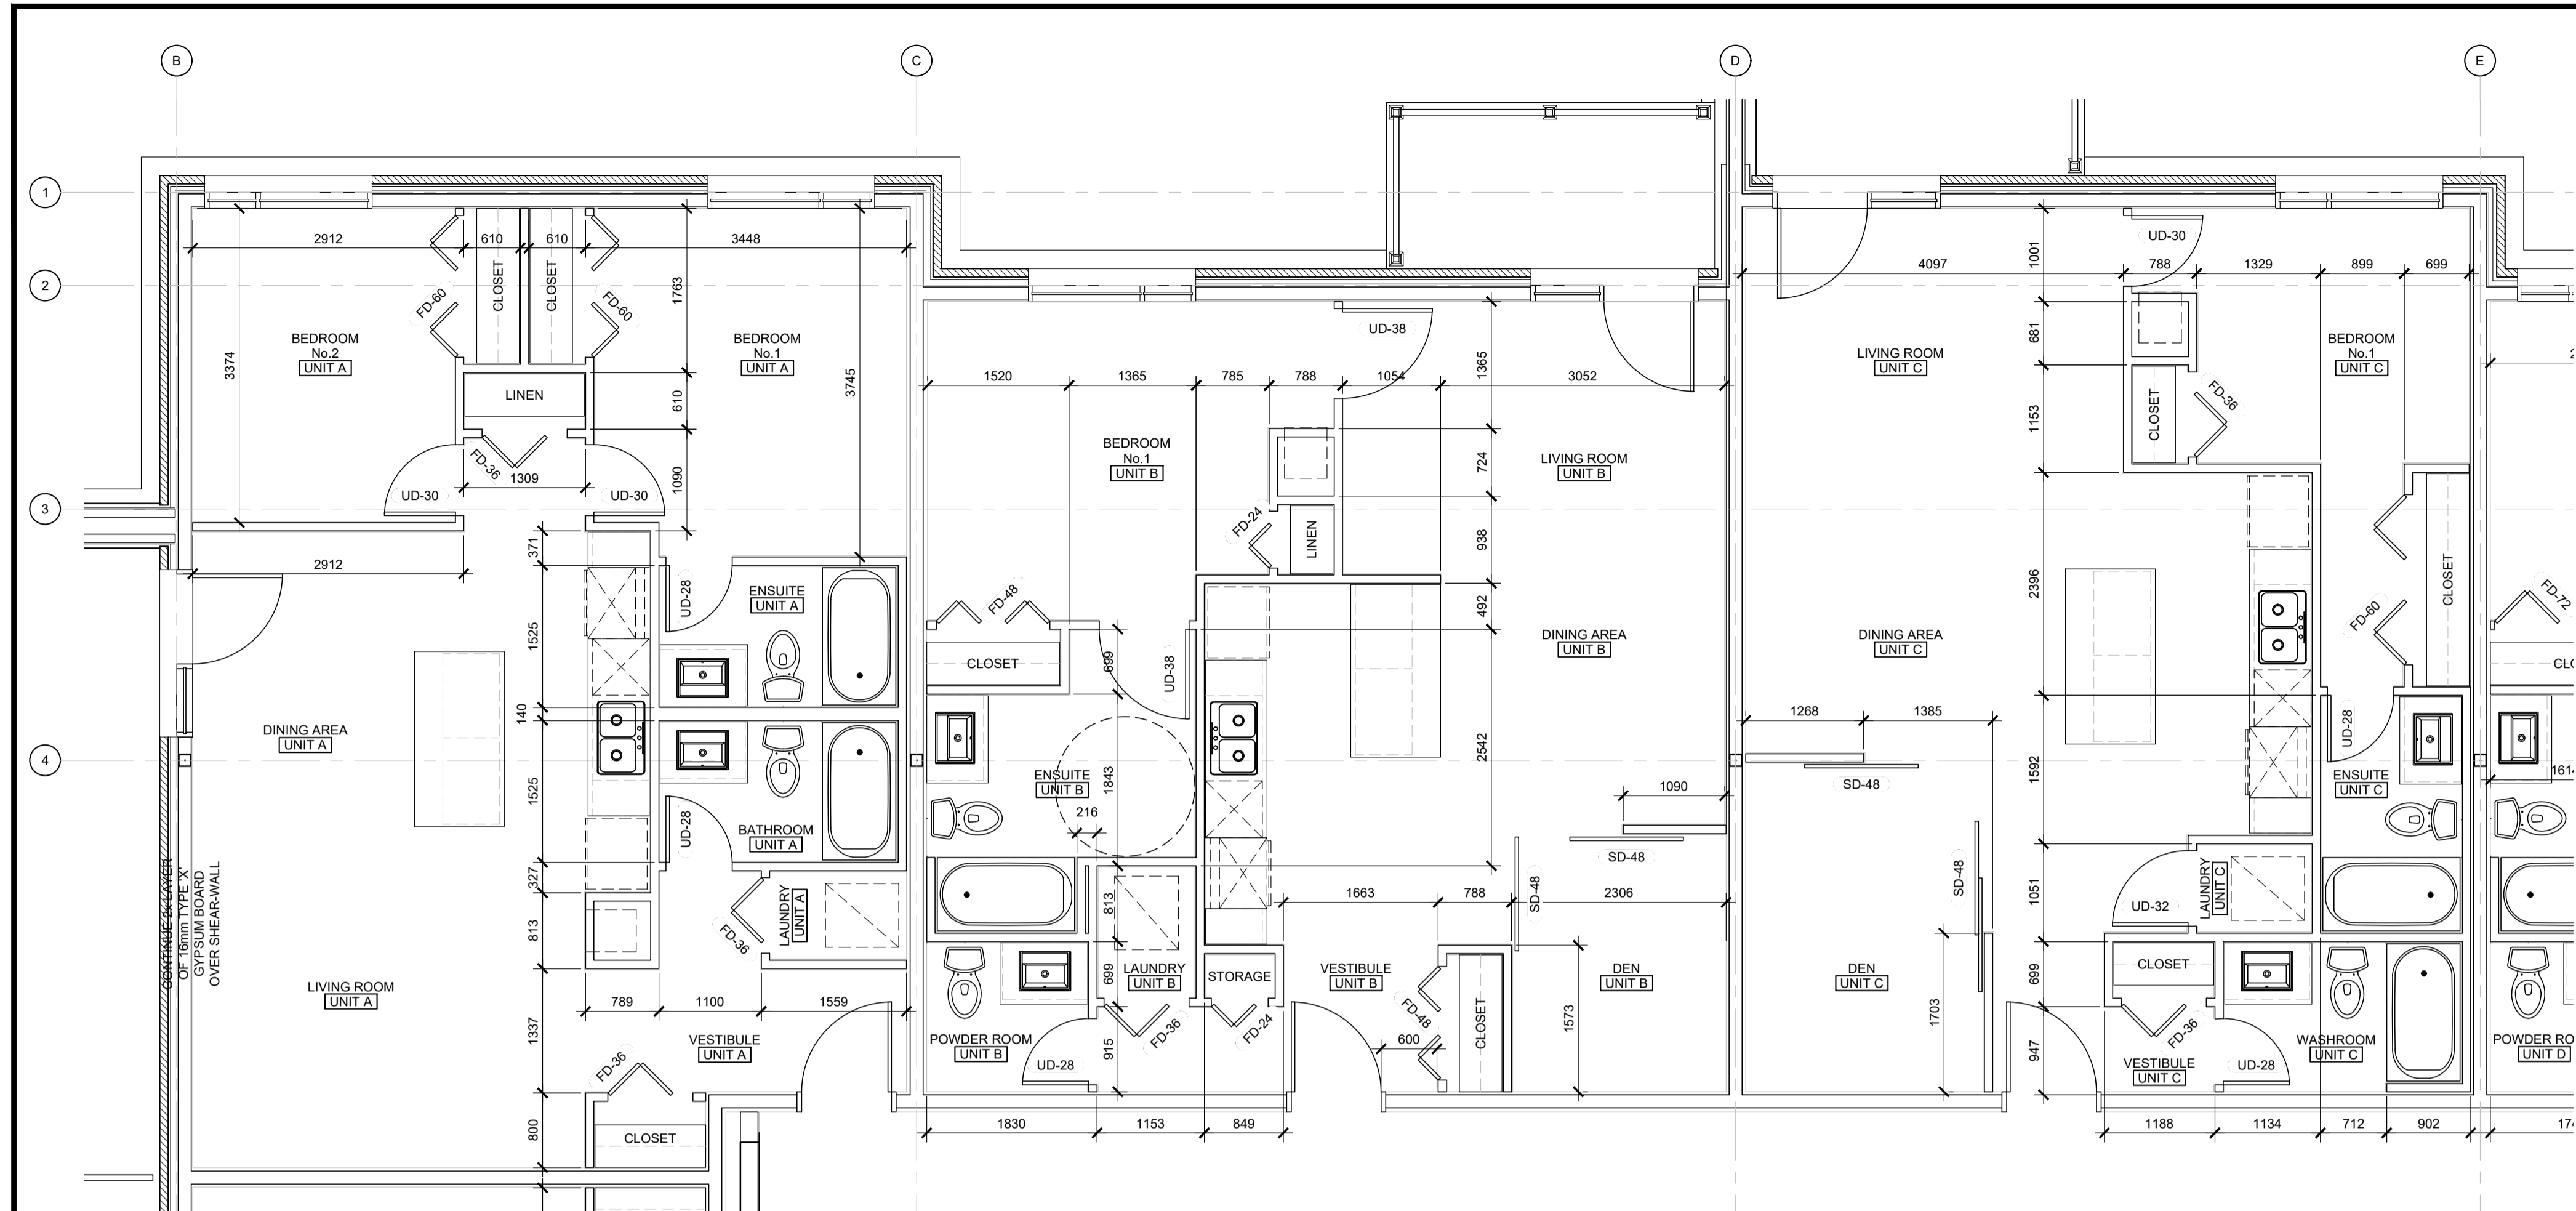 B
C
D
E
1
2
3
4
2912
610
610
3448
3374
CLOSET
CLOSET
1763
FD-60
FD-60
BEDROOM
No.2
UNIT A
BEDROOM
No.1
UNIT A
3745
LINEN
610
FD-36
1309
UD-30
UD-30
1090
2912
371
1525
140
1525
327
813
1337
800
UD-28
ENSUITE
UNIT A
DINING AREA
UNIT A
UD-28
BATHROOM
UNIT A
CONTINUE 2x LAYER
OF 16mm TYPE 'X'
GYPSUM BOARD
OVER SHEAR-WALL
LIVING ROOM
UNIT A
FD-36
LAUNDRY
UNIT A
789
1100
1559
VESTIBULE
UNIT A
FD-36
CLOSET
UD-38
1365
1520
1365
785
788
1054
3052
BEDROOM
No.1
UNIT B
LIVING ROOM
UNIT B
724
FD-24
LINEN
938
FD-48
492
CLOSET
699
UD-38
DINING AREA
UNIT B
2542
ENSUITE
UNIT B
1843
216
1090
SD-48
SD-48
813
1663
788
2306
699
LAUNDRY
UNIT B
STORAGE
VESTIBULE
UNIT B
DEN
UNIT B
FD-48
CLOSET
1573
600
POWDER ROOM
UNIT B
UD-28
915
FD-36
FD-24
1830
1153
849
UD-30
1001
4097
788
1329
899
699
681
LIVING ROOM
UNIT C
BEDROOM
No.1
UNIT C
1153
CLOSET
FD-36
2396
DINING AREA
UNIT C
FD-60
CLOSET
1268
1385
SD-48
UD-28
1592
ENSUITE
UNIT C
SD-48
1051
UD-32
LAUNDRY
UNIT C
DEN
UNIT C
1703
699
CLOSET
947
FD-36
VESTIBULE
UNIT C
UD-28
WASHROOM
UNIT C
1188
1134
712
902
FD-72